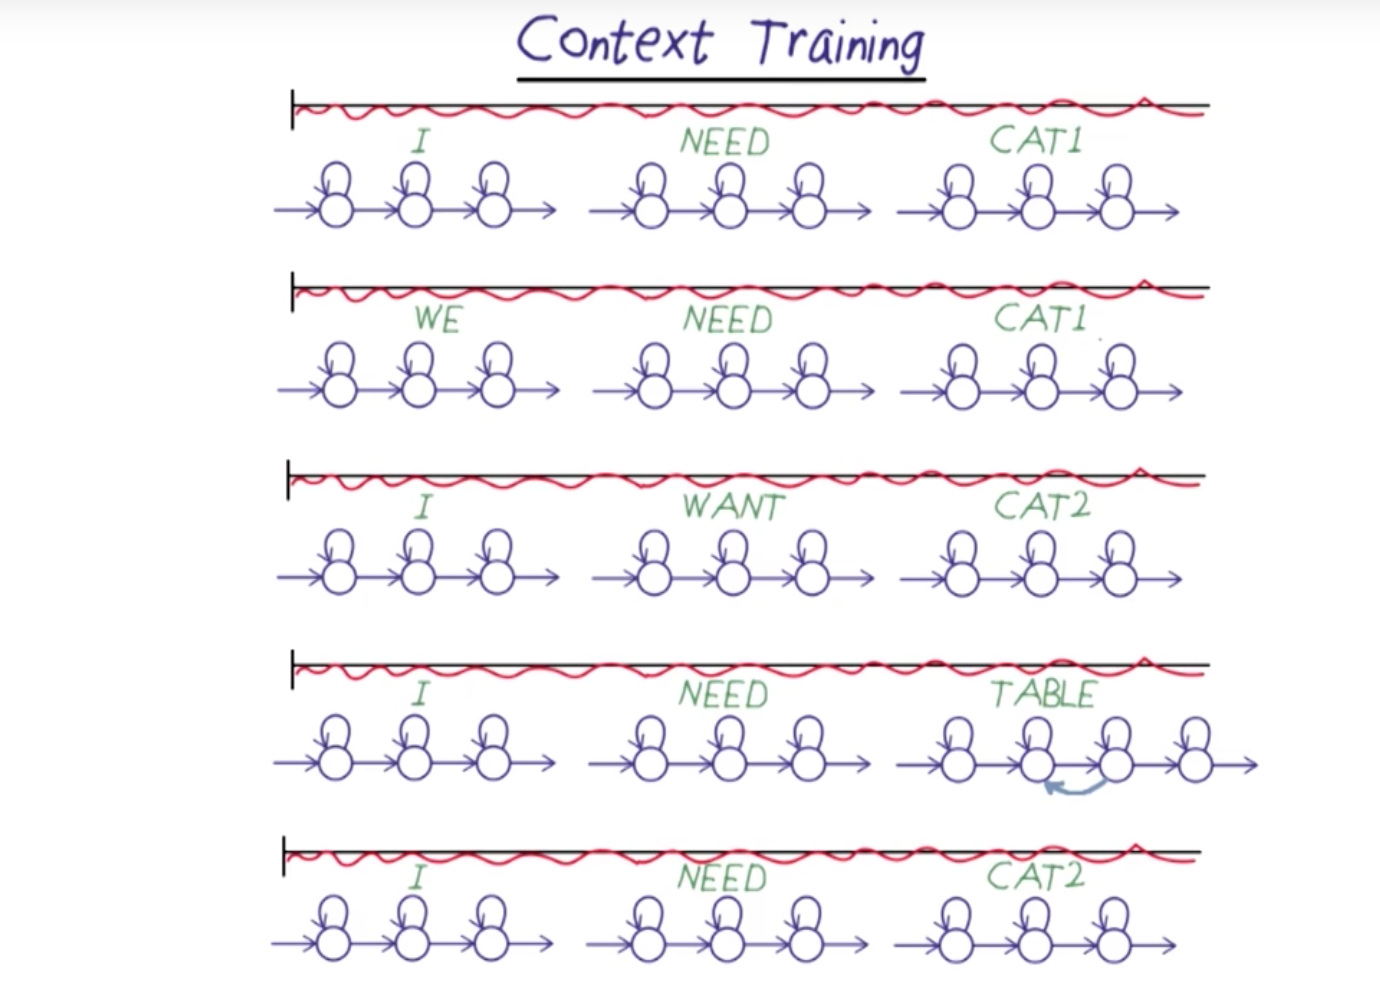 Context Training
I NEED CAT1
WE NEED CAT1
I WANT CAT2
I NEED TABLE
I NEED CAT2